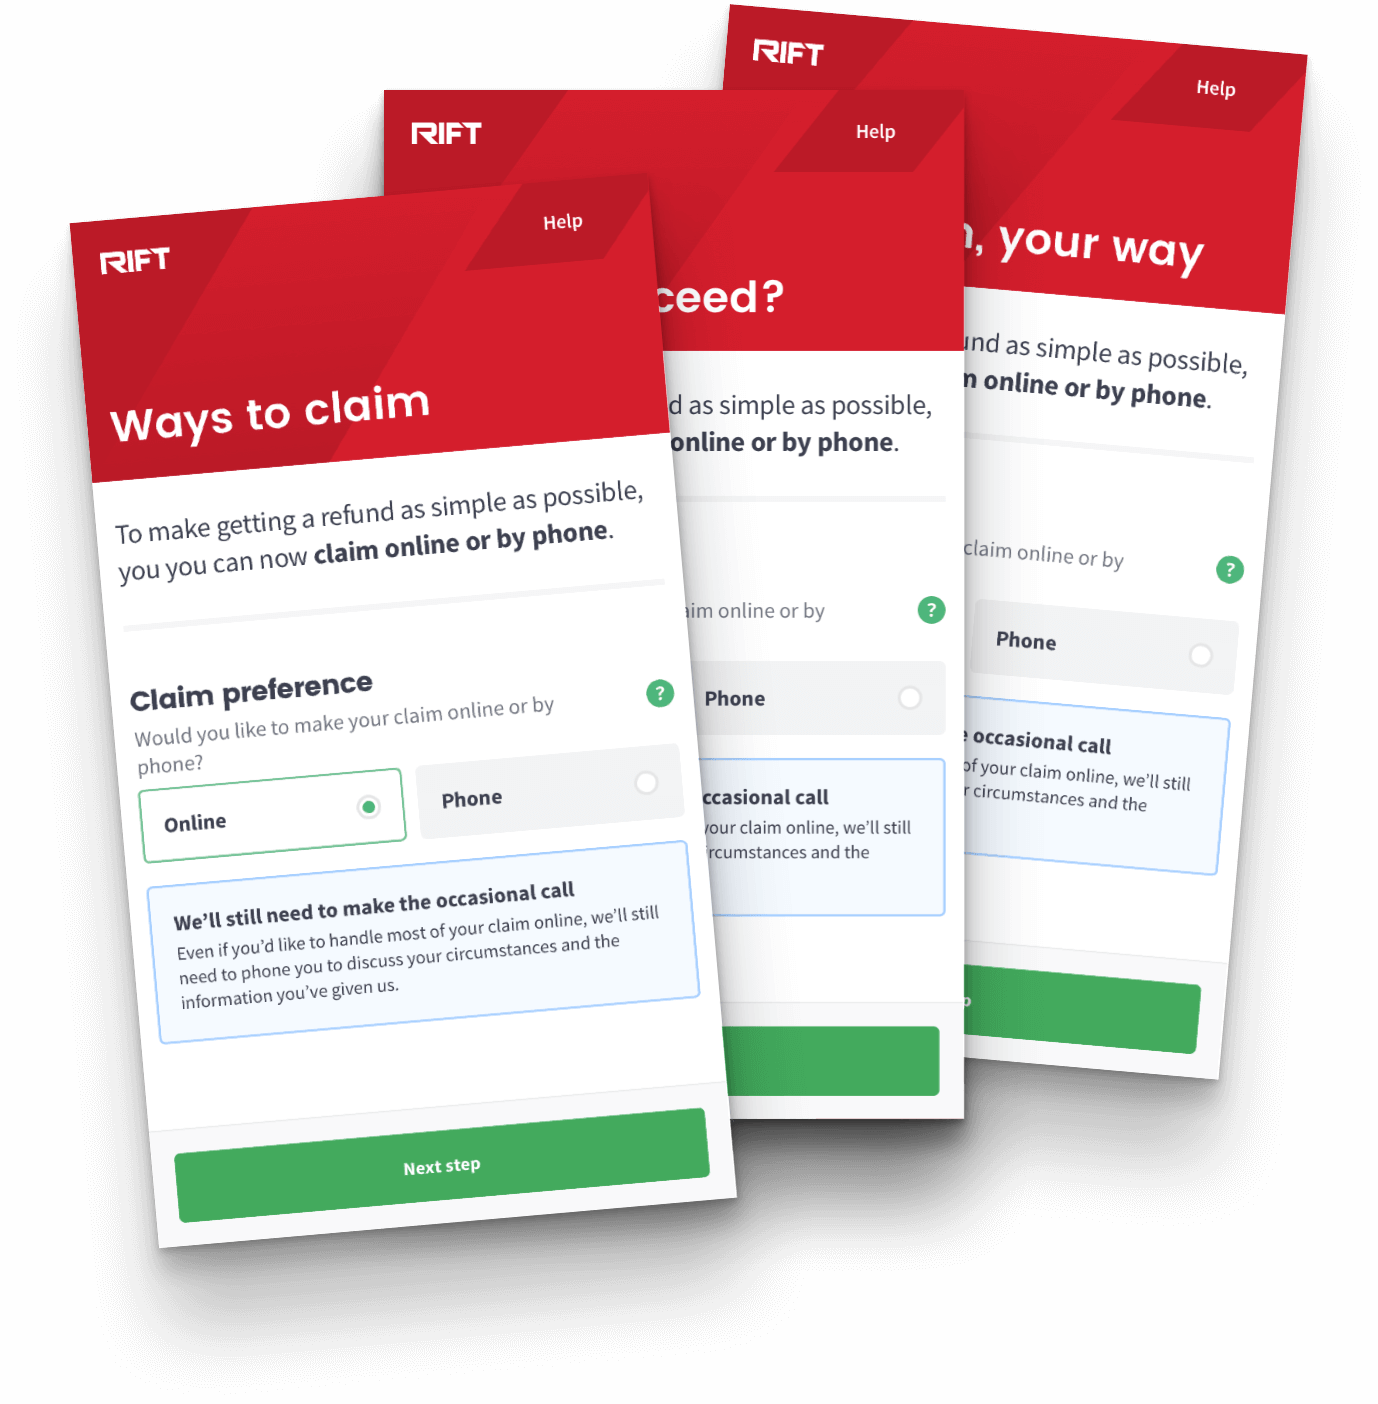 RIFT
Help
Ways to claim
To make getting a refund as simple as possible,
you you can now claim online or by phone.
Claim preference
Would you like to make your claim online or by
phone?
?
Online
Phone
We'll still need to make the occasional call
Even if you'd like to handle most of your claim online, we'll still
need to phone you to discuss your circumstances and the
information you've given us.
Next step
RIFT
Help
ceed?
d as simple as possible,
online or by phone.
aim online or by
?
Phone
ccasional call
your claim online, we'll still
ircumstances and the
RIFT
Help
, your way
und as simple as possible,
online or by phone.
claim online or by
?
Phone
occasional call
of your claim online, we'll still
r circumstances and the
p